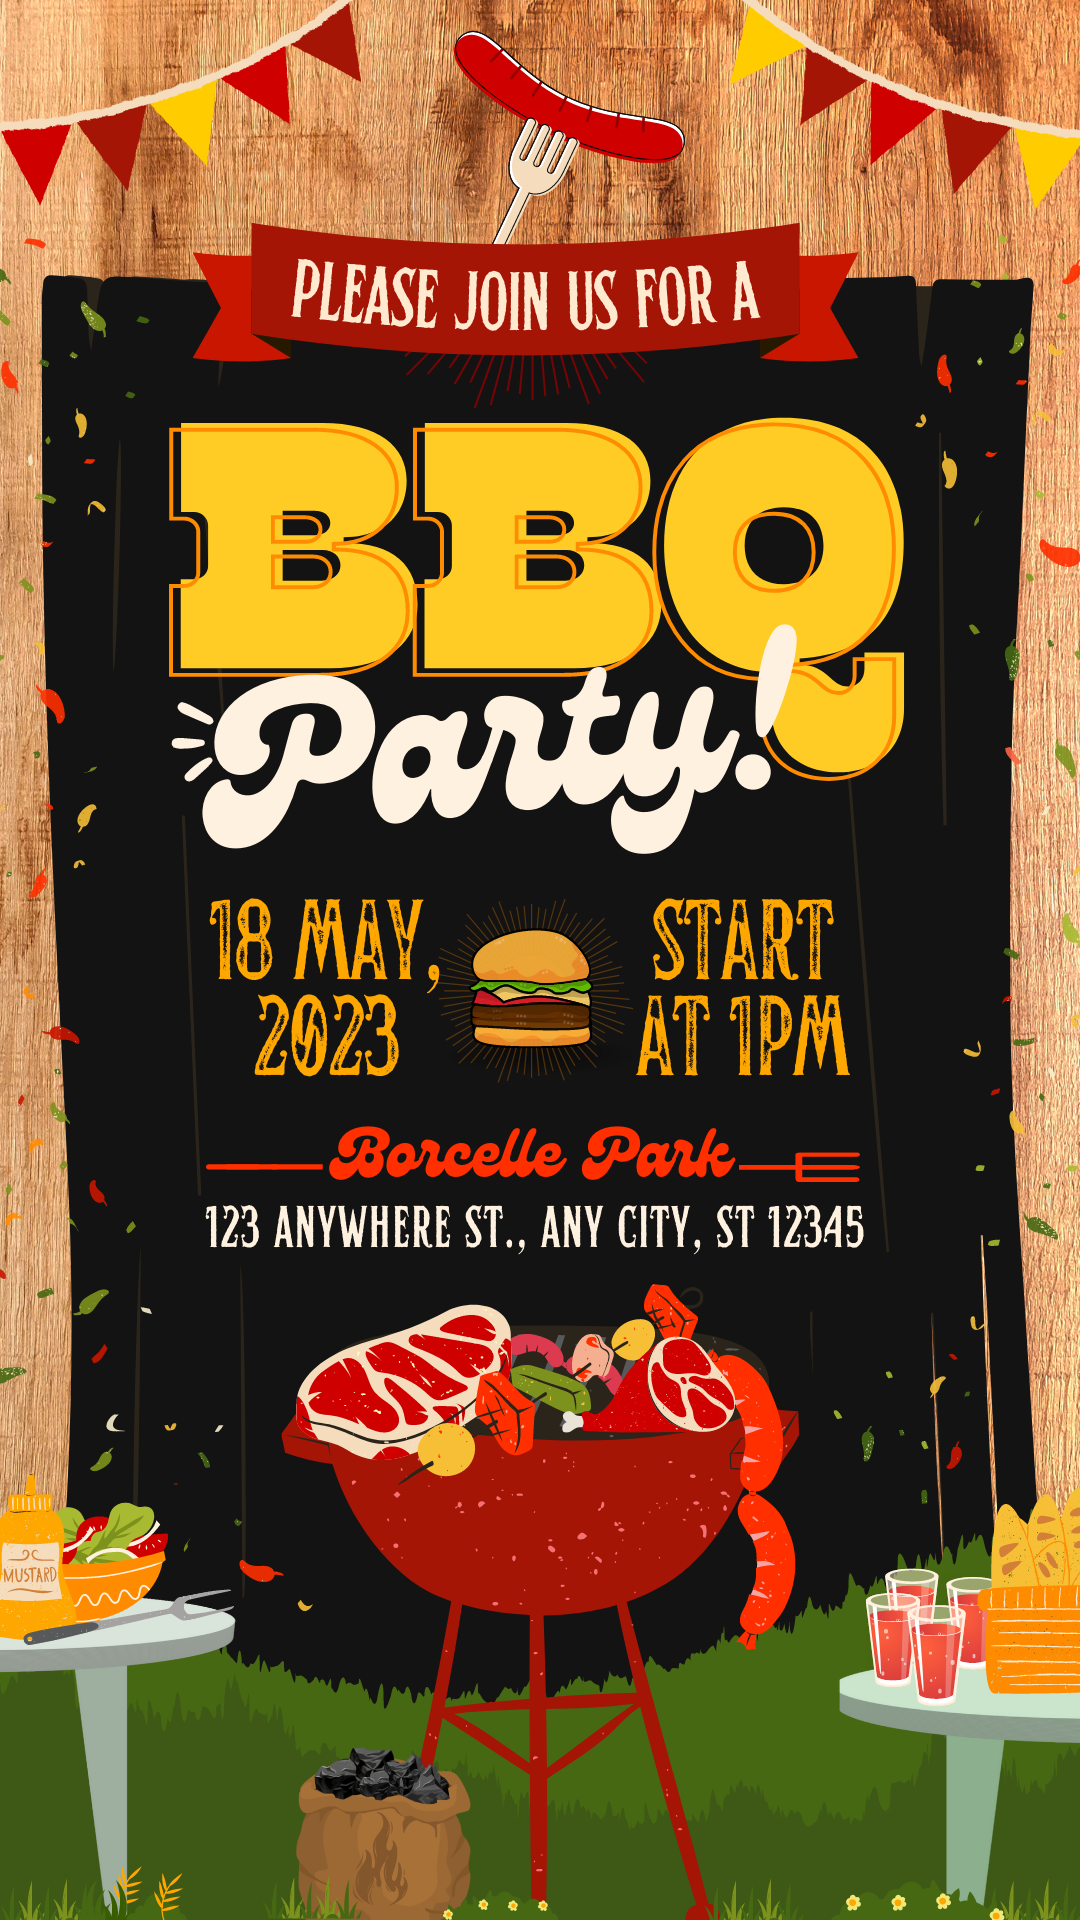 PLEASE JOIN US FOR A
BBQ
Party!
18 MAY,
2023
START
AT 1PM
Borcelle Park
123 ANYWHERE ST., ANY CITY, ST 12345
MUSTARD